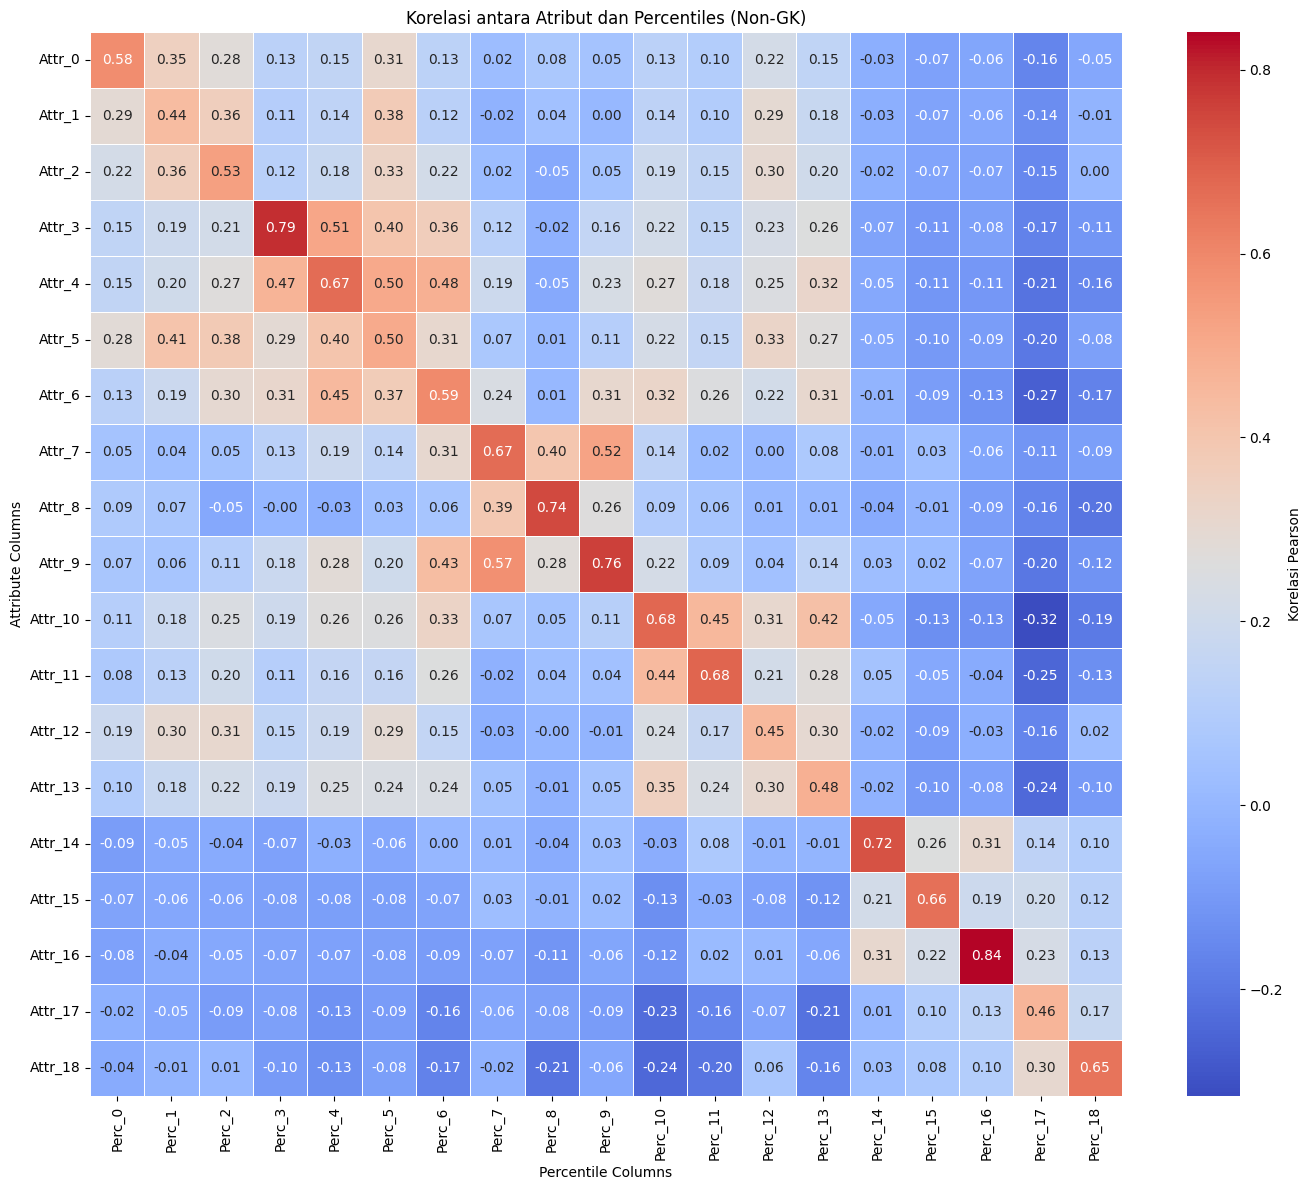 Korelasi antara Atribut dan Percentiles (Non-GK)
Attr_0 0.58 0.35 0.28 0.13 0.15 0.31 0.13 0.02 0.08 0.05 0.13 0.10 0.22 0.15 -0.03 -0.07 -0.06 -0.16 -0.05
Attr_1 0.29 0.44 0.36 0.11 0.14 0.38 0.12 -0.02 0.04 0.00 0.14 0.10 0.29 0.18 -0.03 -0.07 -0.06 -0.14 -0.01
Attr_2 0.22 0.36 0.53 0.12 0.18 0.33 0.22 0.02 -0.05 0.05 0.19 0.15 0.30 0.20 -0.02 -0.07 -0.07 -0.15 0.00
Attr_3 0.15 0.19 0.21 0.79 0.51 0.40 0.36 0.12 -0.02 0.16 0.22 0.15 0.23 0.26 -0.07 -0.11 -0.08 -0.17 -0.11
Attr_4 0.15 0.20 0.27 0.47 0.67 0.50 0.48 0.19 -0.05 0.23 0.27 0.18 0.25 0.32 -0.05 -0.11 -0.11 -0.21 -0.16
Attr_5 0.28 0.41 0.38 0.29 0.40 0.50 0.31 0.07 0.01 0.11 0.22 0.15 0.33 0.27 -0.05 -0.10 -0.09 -0.20 -0.08
Attr_6 0.13 0.19 0.30 0.31 0.45 0.37 0.59 0.24 0.01 0.31 0.32 0.26 0.22 0.31 -0.01 -0.09 -0.13 -0.27 -0.17
Attr_7 0.05 0.04 0.05 0.13 0.19 0.14 0.31 0.67 0.40 0.52 0.14 0.02 0.00 0.08 -0.01 0.03 -0.06 -0.11 -0.09
Attr_8 0.09 0.07 -0.05 -0.00 -0.03 0.03 0.06 0.39 0.74 0.26 0.09 0.06 0.01 0.01 -0.04 -0.01 -0.09 -0.16 -0.20
Attr_9 0.07 0.06 0.11 0.18 0.28 0.20 0.43 0.57 0.28 0.76 0.22 0.09 0.04 0.14 0.03 0.02 -0.07 -0.20 -0.12
Attr_10 0.11 0.18 0.25 0.19 0.26 0.26 0.33 0.07 0.05 0.11 0.68 0.45 0.31 0.42 -0.05 -0.13 -0.13 -0.32 -0.19
Attr_11 0.08 0.13 0.20 0.11 0.16 0.16 0.26 -0.02 0.04 0.04 0.44 0.68 0.21 0.28 0.05 -0.05 -0.04 -0.25 -0.13
Attr_12 0.19 0.30 0.31 0.15 0.19 0.29 0.15 -0.03 -0.00 -0.01 0.24 0.17 0.45 0.30 -0.02 -0.09 -0.03 -0.16 0.02
Attr_13 0.10 0.18 0.22 0.19 0.25 0.24 0.24 0.05 -0.01 0.05 0.35 0.24 0.30 0.48 -0.02 -0.10 -0.08 -0.24 -0.10
Attr_14 -0.09 -0.05 -0.04 -0.07 -0.03 -0.06 0.00 0.01 -0.04 0.03 -0.03 0.08 -0.01 -0.01 0.72 0.26 0.31 0.14 0.10
Attr_15 -0.07 -0.06 -0.06 -0.08 -0.08 -0.08 -0.07 0.03 -0.01 0.02 -0.13 -0.03 -0.08 -0.12 0.21 0.66 0.19 0.20 0.12
Attr_16 -0.08 -0.04 -0.05 -0.07 -0.07 -0.08 -0.09 -0.07 -0.11 -0.06 -0.12 0.02 0.01 -0.06 0.31 0.22 0.84 0.23 0.13
Attr_17 -0.02 -0.05 -0.09 -0.08 -0.13 -0.09 -0.16 -0.06 -0.08 -0.09 -0.23 -0.16 -0.07 -0.21 0.01 0.10 0.13 0.46 0.17
Attr_18 -0.04 -0.01 0.01 -0.10 -0.13 -0.08 -0.17 -0.02 -0.21 -0.06 -0.24 -0.20 0.06 -0.16 0.03 0.08 0.10 0.30 0.65
Perc_0 Perc_1 Perc_2 Perc_3 Perc_4 Perc_5 Perc_6 Perc_7 Perc_8 Perc_9 Perc_10 Perc_11 Perc_12 Perc_13 Perc_14 Perc_15 Perc_16 Perc_17 Perc_18
Percentile Columns
Attribute Columns
0.8
0.6
0.4
0.2
0.0
−0.2
Korelasi Pearson